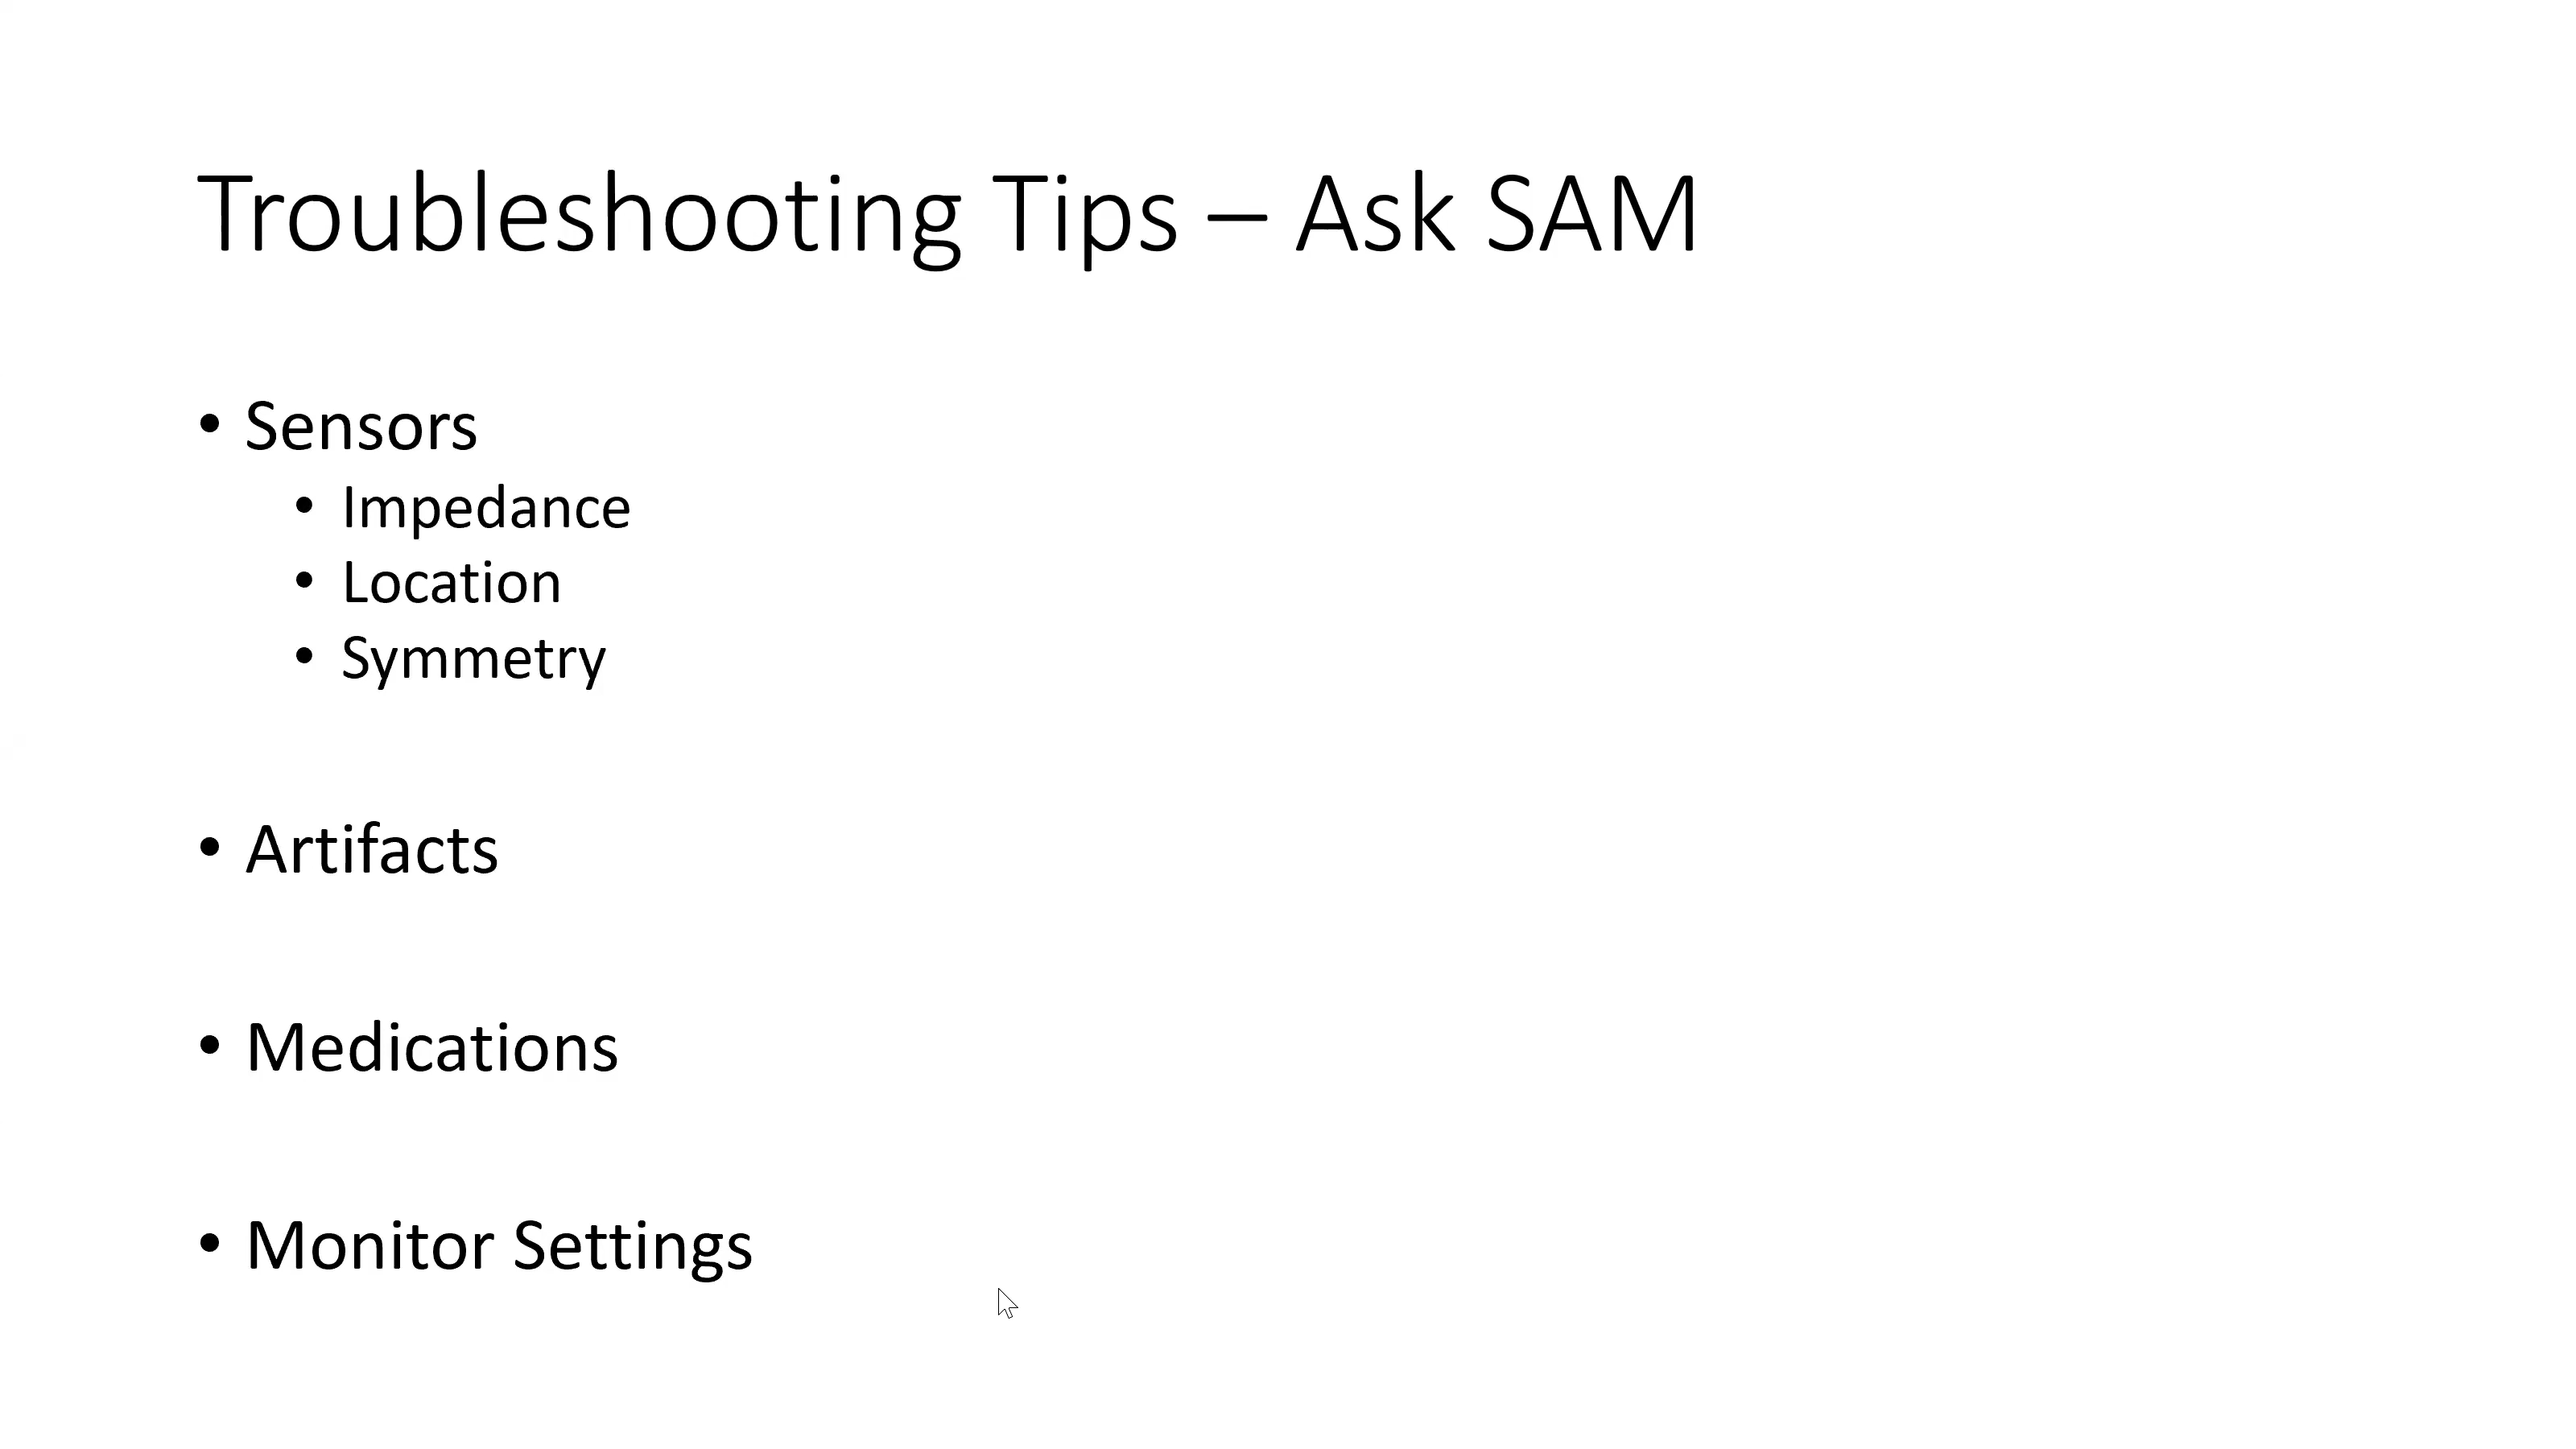 Troubleshooting Tips – Ask SAM
• Sensors
• Impedance
• Location
• Symmetry
• Artifacts
• Medications
• Monitor Settings